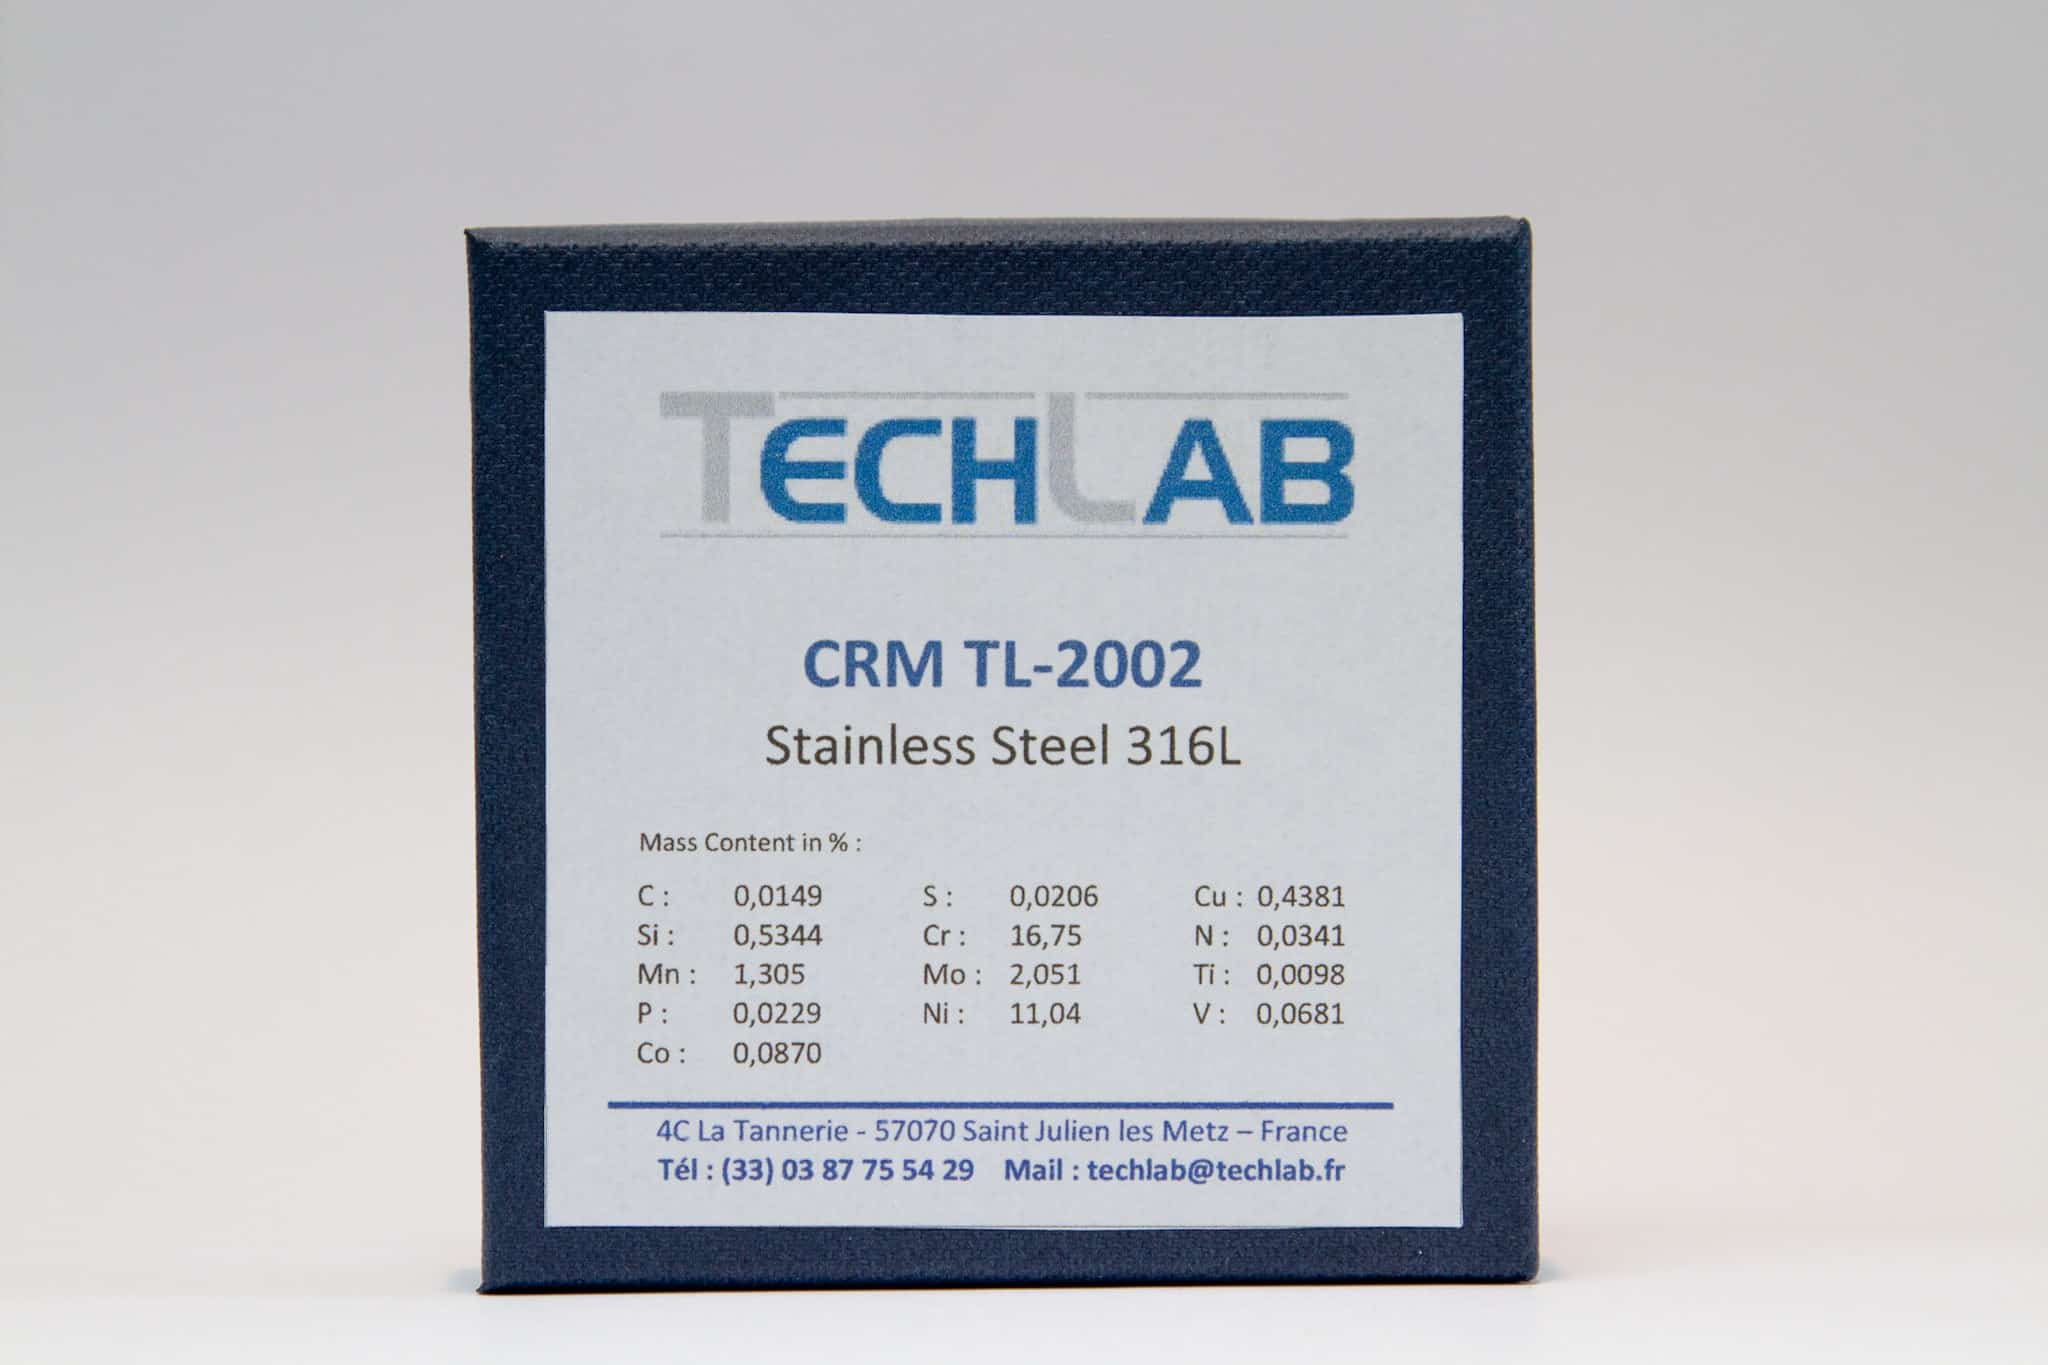 TECHLAB
CRM TL-2002
Stainless Steel 316L
Mass Content in % :
C : 0,0149 S : 0,0206 Cu : 0,4381
Si : 0,5344 Cr : 16,75 N : 0,0341
Mn : 1,305 Mo : 2,051 Ti : 0,0098
P : 0,0229 Ni : 11,04 V : 0,0681
Co : 0,0870
4C La Tannerie - 57070 Saint Julien les Metz – France
Tél : (33) 03 87 75 54 29 Mail : techlab@techlab.fr